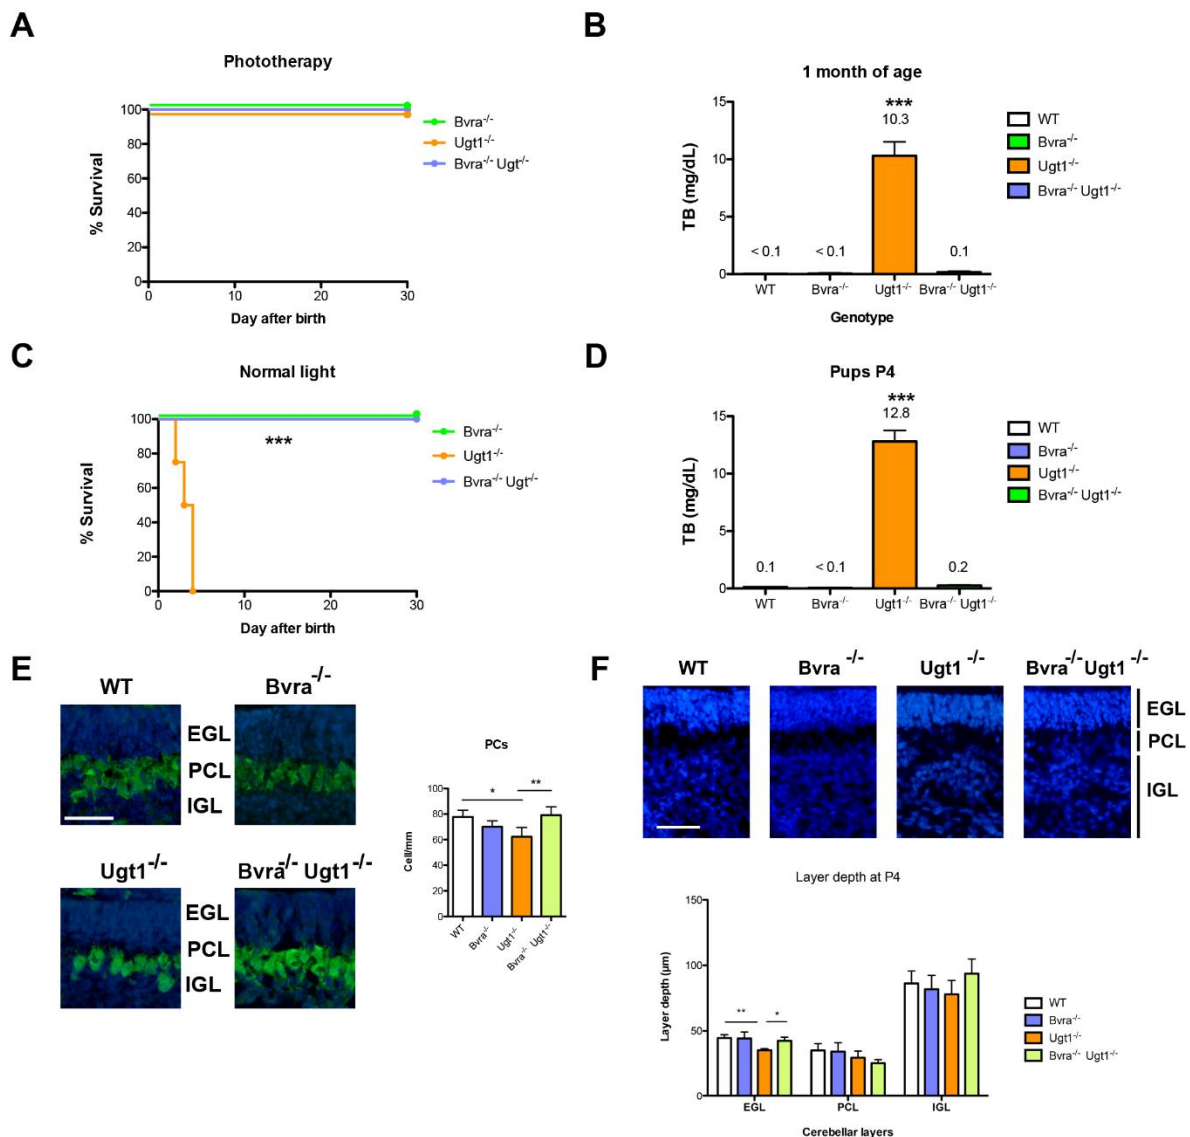 A
Phototherapy
% Survival
100
80
60
40
20
0
0 10 20 30
Day after birth
Bvra-/-
Ugt1-/-
Bvra-/- Ugt-/-
B
1 month of age
TB (mg/dL)
15
10
5
0
***
10.3
< 0.1 < 0.1 0.1
WT Bvra-/- Ugt1-/- Bvra-/- Ugt1-/-
Genotype
WT
Bvra-/-
Ugt1-/-
Bvra-/- Ugt1-/-
C
Normal light
% Survival
100
80
60
40
20
0
***
0 10 20 30
Day after birth
Bvra-/-
Ugt1-/-
Bvra-/- Ugt-/-
D
Pups P4
TB (mg/dL)
15
10
5
0
***
12.8
0.1 < 0.1 0.2
WT Bvra-/- Ugt1-/- Bvra-/- Ugt1-/-
WT
Bvra-/-
Ugt1-/-
Bvra-/- Ugt1-/-
E
WT Bvra-/-
EGL
PCL
IGL
Ugt1-/- Bvra-/- Ugt1-/-
EGL
PCL
IGL
PCs
Cell/mm
100
80
60
40
20
0
* **
WT Bvra-/- Ugt1-/- Bvra-/- Ugt1-/-
F
WT Bvra-/- Ugt1-/- Bvra-/- Ugt1-/-
EGL
PCL
IGL
Layer depth at P4
Layer depth (µm)
150
100
50
0
** *
EGL PCL IGL
Cerebellar layers
WT
Bvra-/-
Ugt1-/-
Bvra-/- Ugt1-/-